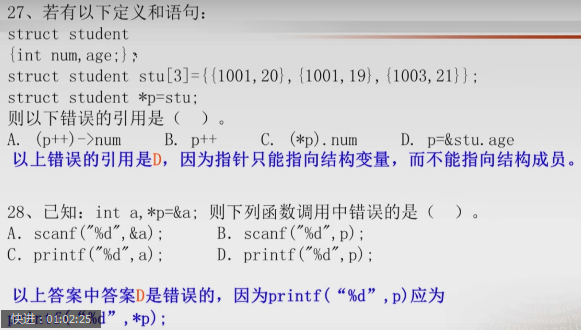 27、若有以下定义和语句:
struct student
{int num,age;};
struct student stu[3]={{1001,20},{1001,19},{1003,21}};
struct student *p=stu;
则以下错误的引用是（ ）。
A. (p++)->num B. p++ C. (*p).num D. p=&stu.age
以上错误的引用是D，因为指针只能指向结构变量，而不能指向结构成员。
28、已知: int a,*p=&a; 则下列函数调用中错误的是（ ）。
A. scanf("%d",&a); B. scanf("%d",p);
C. printf("%d",a); D. printf("%d",p);
以上答案中答案D是错误的，因为printf(“%d”,p)应为
快进: 01:02:25 d”,*p);